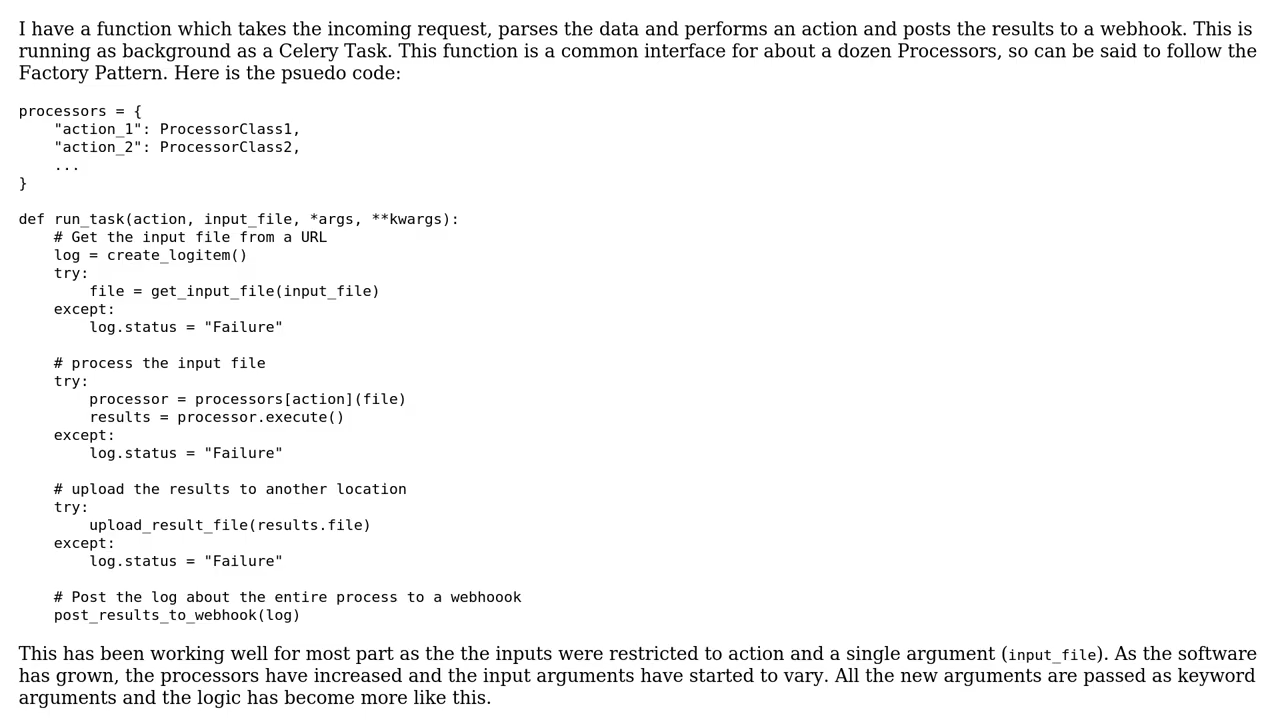 I have a function which takes the incoming request, parses the data and performs an action and posts the results to a webhook. This is
running as background as a Celery Task. This function is a common interface for about a dozen Processors, so can be said to follow the
Factory Pattern. Here is the psuedo code:
processors = {
    "action_1": ProcessorClass1,
    "action_2": ProcessorClass2,
    ...
}
def run_task(action, input_file, *args, **kwargs):
    # Get the input file from a URL
    log = create_logitem()
    try:
        file = get_input_file(input_file)
    except:
        log.status = "Failure"
    # process the input file
    try:
        processor = processors[action](file)
        results = processor.execute()
    except:
        log.status = "Failure"
    # upload the results to another location
    try:
        upload_result_file(results.file)
    except:
        log.status = "Failure"
    # Post the log about the entire process to a webhoook
    post_results_to_webhook(log)
This has been working well for most part as the the inputs were restricted to action and a single argument (input_file). As the software
has grown, the processors have increased and the input arguments have started to vary. All the new arguments are passed as keyword
arguments and the logic has become more like this.